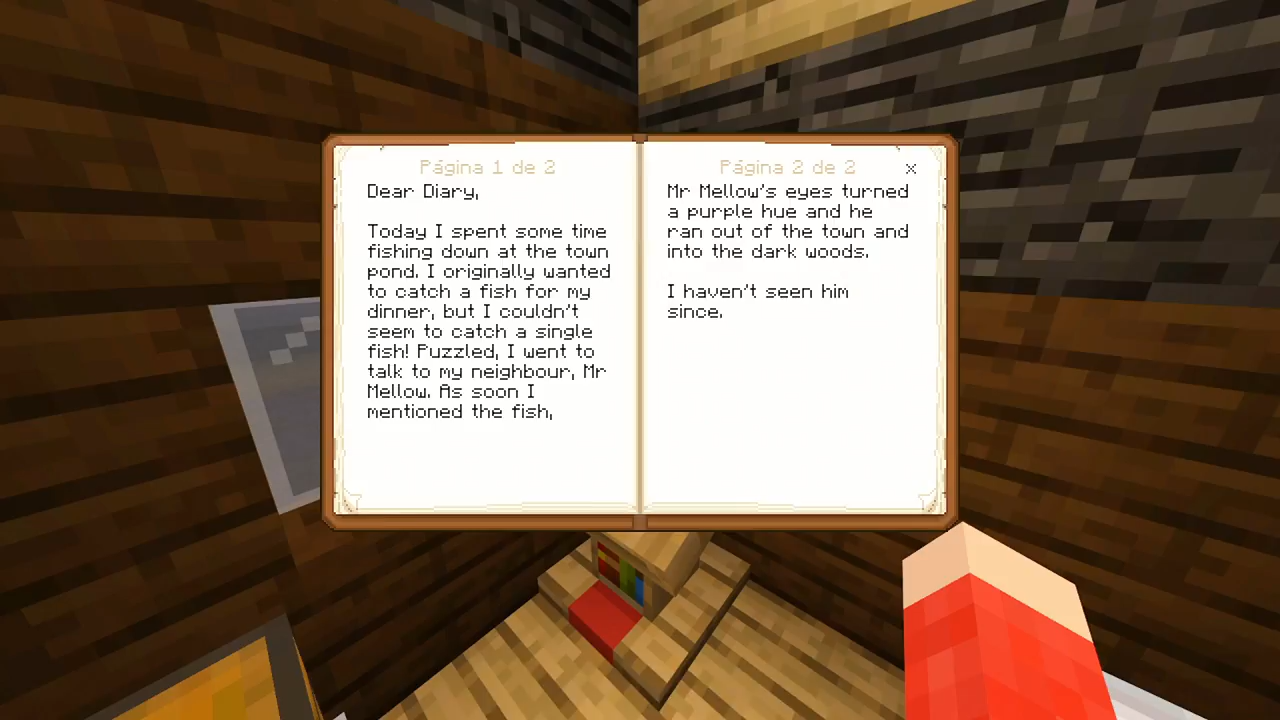 Página 1 de 2
Dear Diary,
Today I spent some time
fishing down at the town
pond. I originally wanted
to catch a fish for my
dinner, but I couldn't
seem to catch a single
fish! Puzzled, I went to
talk to my neighbour, Mr
Mellow. As soon I
mentioned the fish,
Página 2 de 2
x
Mr Mellow's eyes turned
a purple hue and he
ran out of the town and
into the dark woods.
I haven't seen him
since.